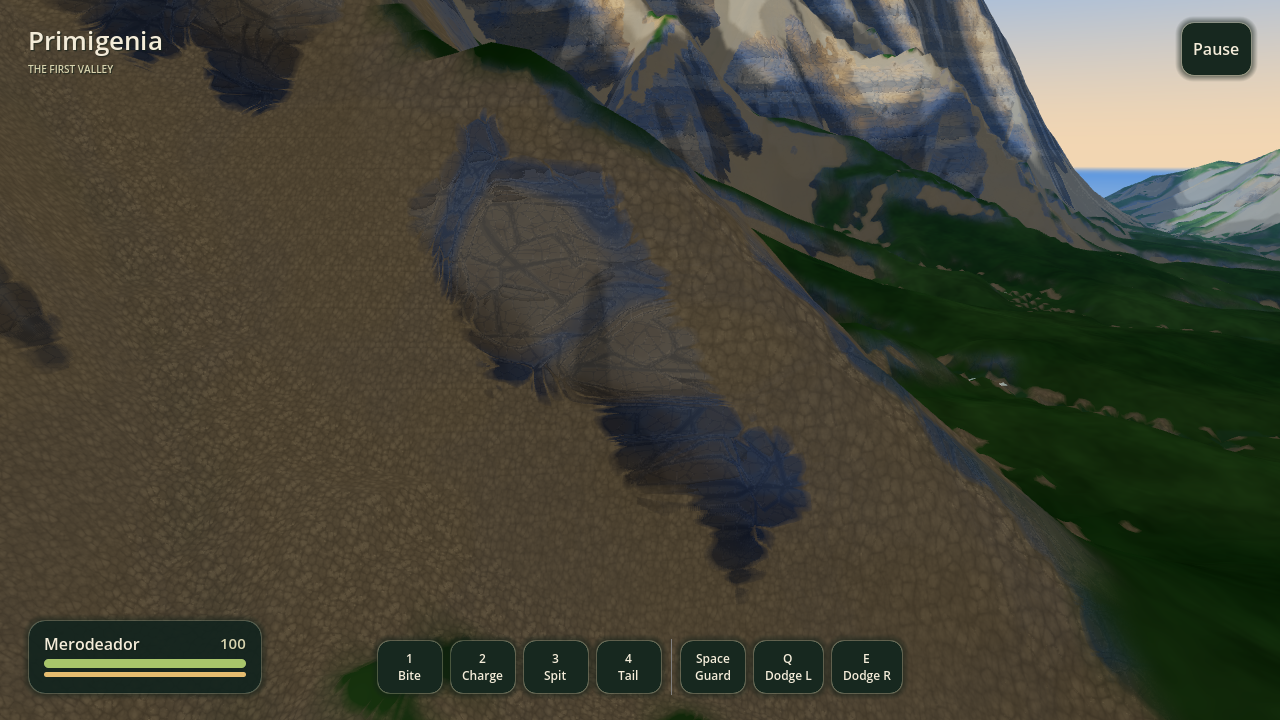 Primigenia
THE FIRST VALLEY
Pause
Merodeador 100
1
Bite
2
Charge
3
Spit
4
Tail
Space
Guard
Q
Dodge L
E
Dodge R